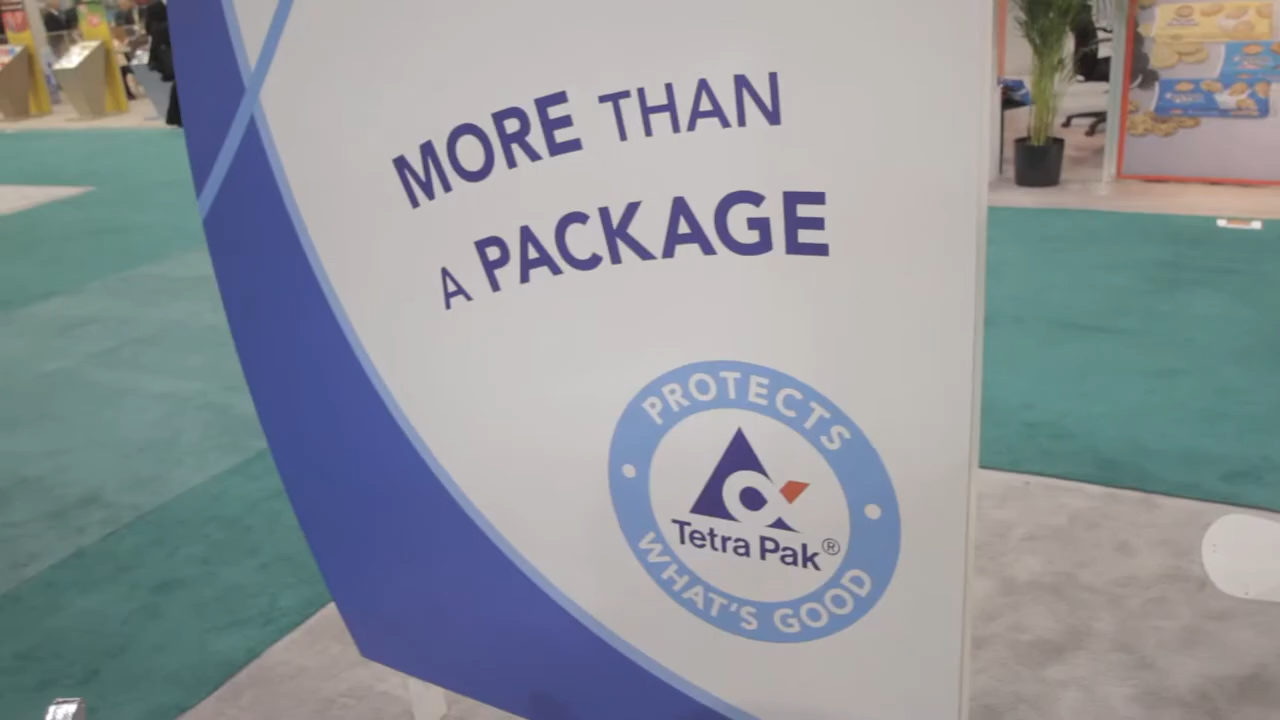 MORE THAN
A PACKAGE
PROTECTS
Tetra Pak®
WHAT'S GOOD